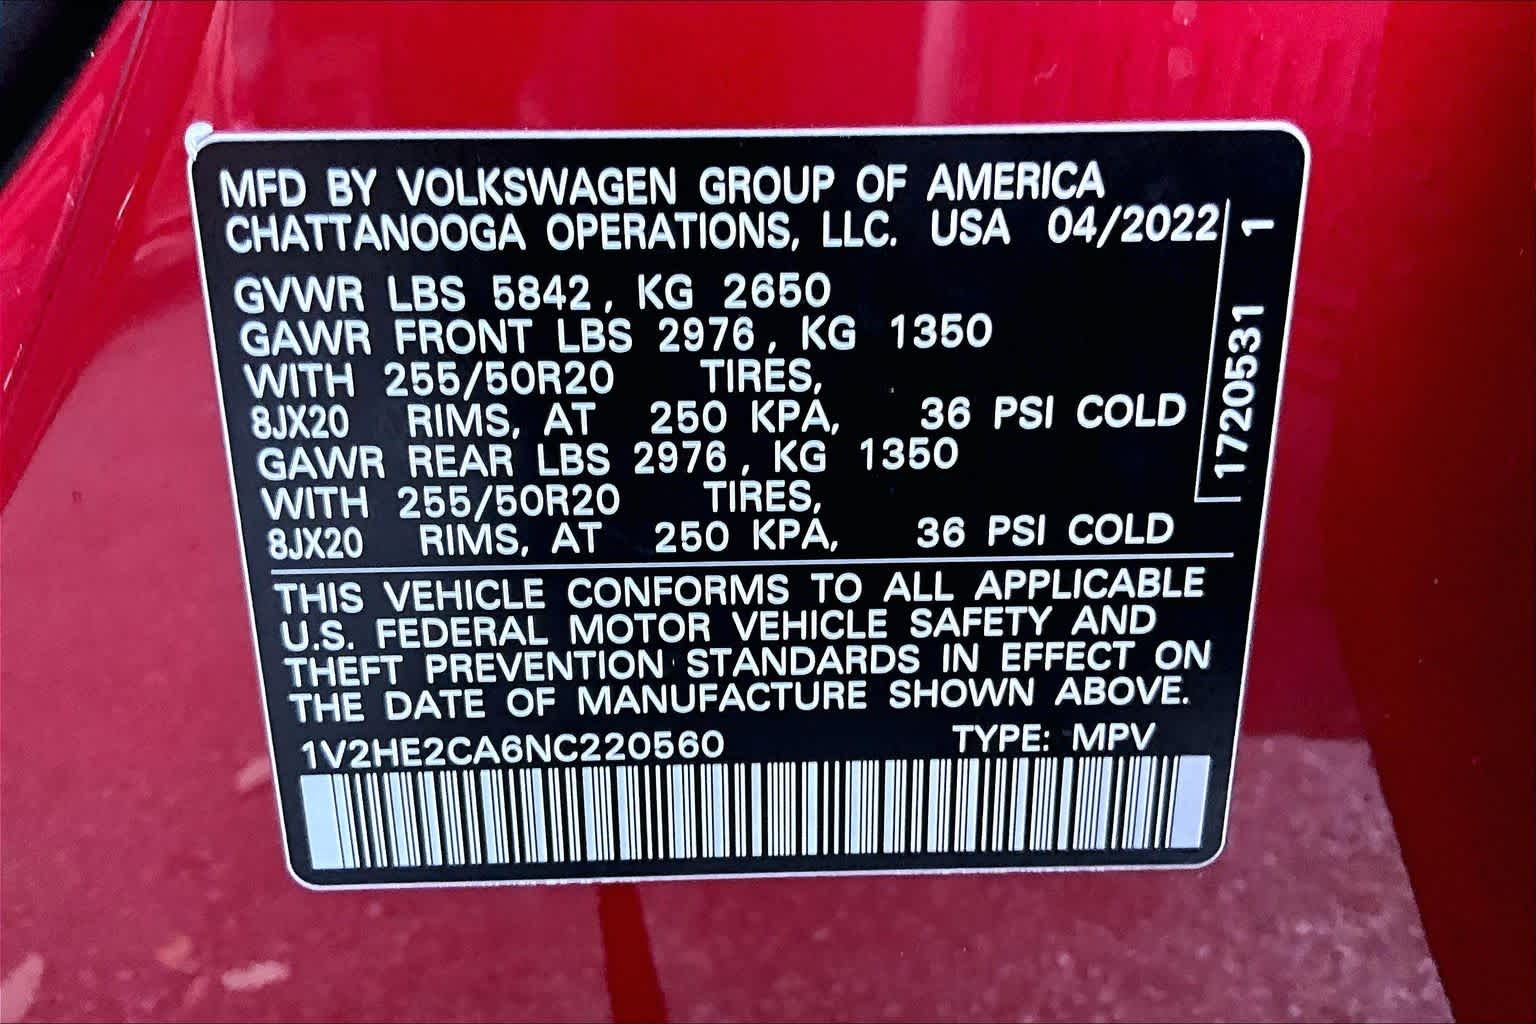 MFD BY VOLKSWAGEN GROUP OF AMERICA
CHATTANOOGA OPERATIONS, LLC. USA 04/2022
GVWR LBS 5842, KG 2650
GAWR FRONT LBS 2976, KG 1350
WITH 255/50R20 TIRES,
8JX20 RIMS, AT 250 KPA, 36 PSI COLD
GAWR REAR LBS 2976, KG 1350
WITH 255/50R20 TIRES,
8JX20 RIMS, AT 250 KPA, 36 PSI COLD
1720531 1
THIS VEHICLE CONFORMS TO ALL APPLICABLE
U.S. FEDERAL MOTOR VEHICLE SAFETY AND
THEFT PREVENTION STANDARDS IN EFFECT ON
THE DATE OF MANUFACTURE SHOWN ABOVE.
1V2HE2CA6NC220560 TYPE: MPV